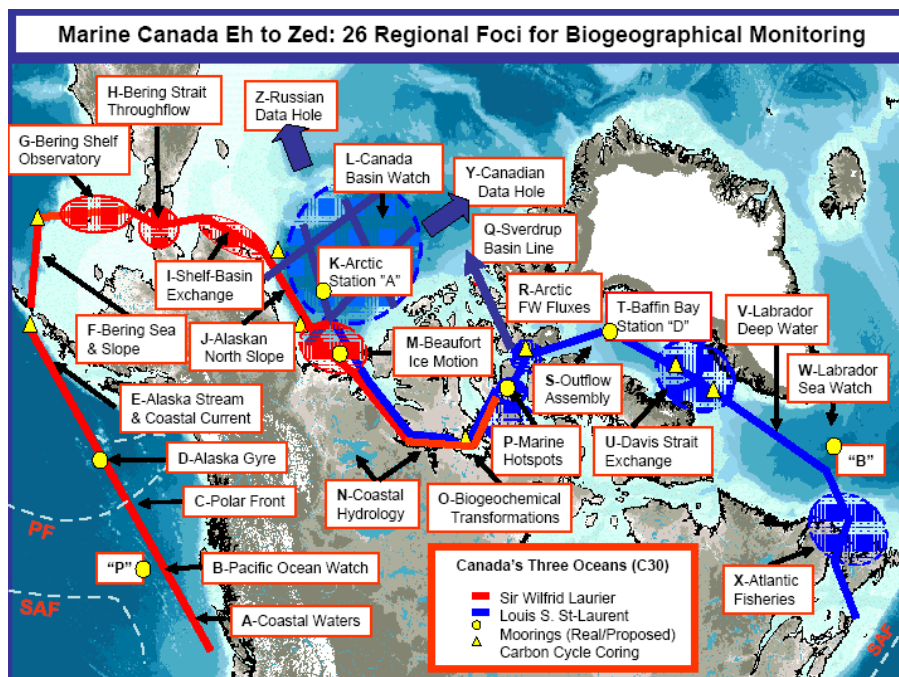 Marine Canada Eh to Zed: 26 Regional Foci for Biogeographical Monitoring
H-Bering Strait
Throughflow
Z-Russian
Data Hole
G-Bering Shelf
Observatory
L-Canada
Basin Watch
Y-Canadian
Data Hole
Q-Sverdrup
Basin Line
I-Shelf-Basin
Exchange
K-Arctic
Station "A"
R-Arctic
FW Fluxes
T-Baffin Bay
Station "D"
V-Labrador
Deep Water
F-Bering Sea
& Slope
J-Alaskan
North Slope
M-Beaufort
Ice Motion
S-Outflow
Assembly
W-Labrador
Sea Watch
E-Alaska Stream
& Coastal Current
P-Marine
Hotspots
U-Davis Strait
Exchange
"B"
D-Alaska Gyre
C-Polar Front
N-Coastal
Hydrology
O-Biogeochemical
Transformations
PF
"P"
B-Pacific Ocean Watch
X-Atlantic
Fisheries
SAF
A-Coastal Waters
SAF
Canada's Three Oceans (C30)
Sir Wilfrid Laurier
Louis S. St-Laurent
Moorings (Real/Proposed)
Carbon Cycle Coring